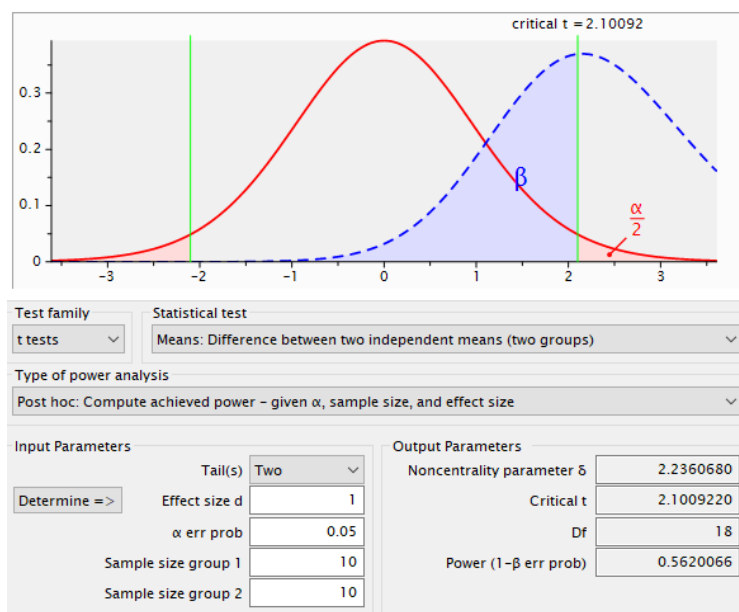 critical t = 2.10092
0.3
0.2
0.1
0
β
α
2
-3 -2 -1 0 1 2 3
Test family
Statistical test
t tests
Means: Difference between two independent means (two groups)
Type of power analysis
Post hoc: Compute achieved power – given α, sample size, and effect size
Input Parameters
Tail(s) Two
Determine => Effect size d 1
α err prob 0.05
Sample size group 1 10
Sample size group 2 10
Output Parameters
Noncentrality parameter δ 2.2360680
Critical t 2.1009220
Df 18
Power (1-β err prob) 0.5620066